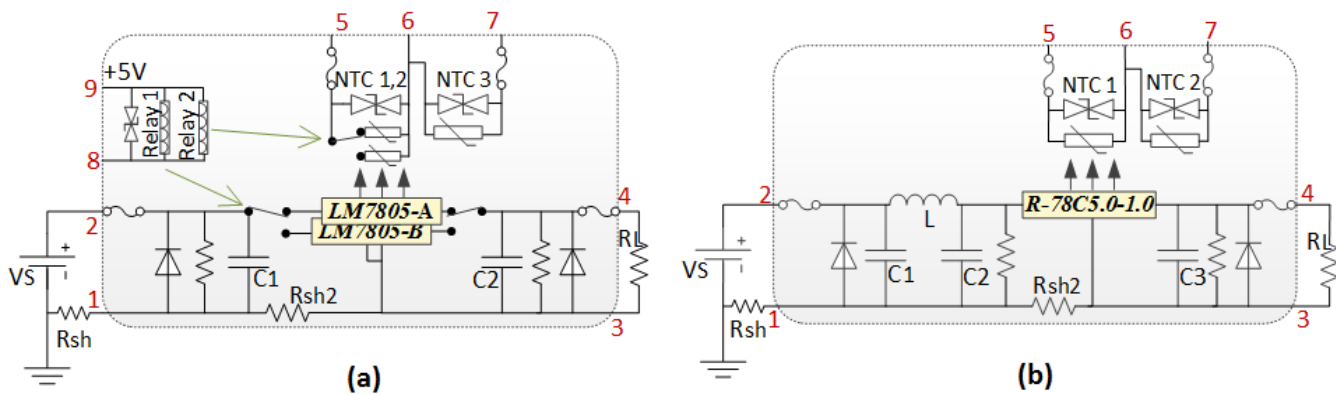 5
6
7
+5V
9
NTC 1,2
NTC 3
Relay 1
Relay 2
8
2
LM7805-A
LM7805-B
4
+
VS
C1
C2
RL
Rsh2
1
Rsh
3
(a)
5
6
7
NTC 1
NTC 2
2
R-78C5.0-1.0
4
L
+
VS
C1
C2
C3
RL
Rsh2
Rsh
1
3
(b)